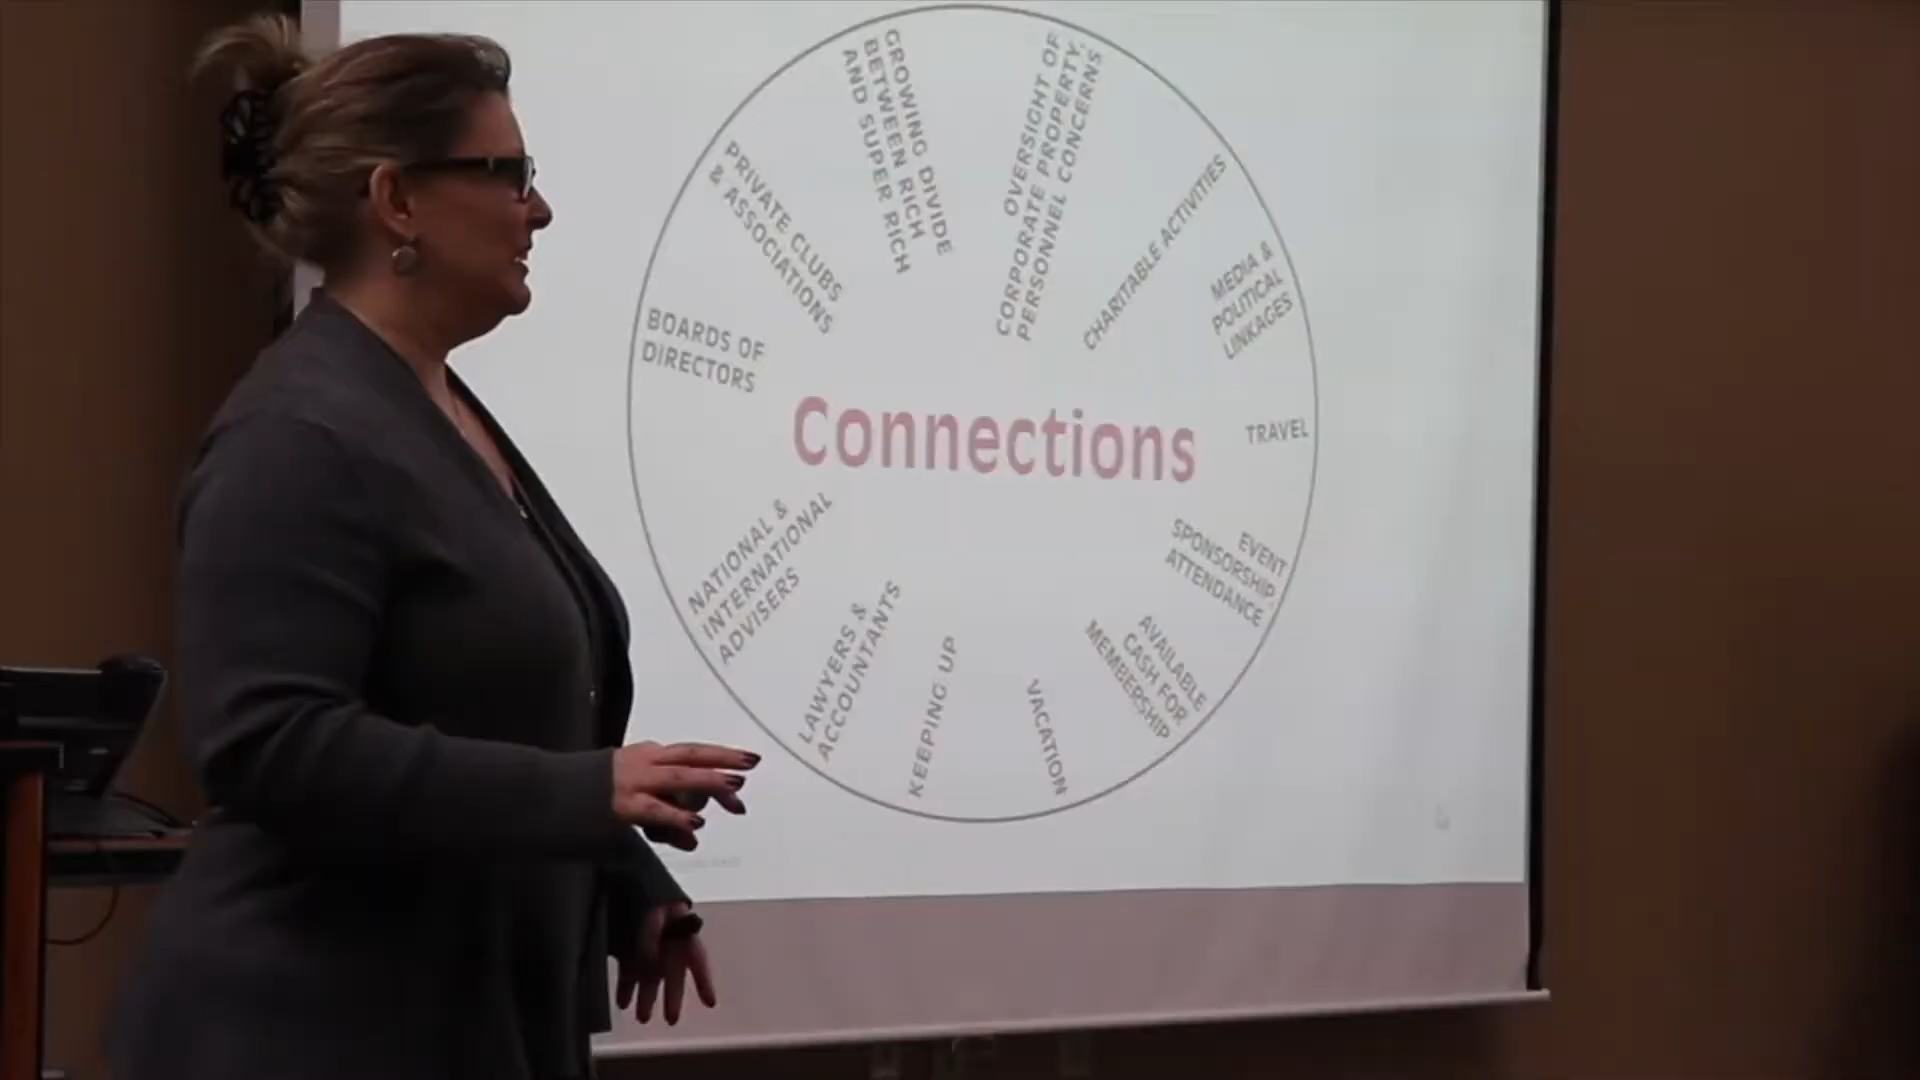 GROWING DIVIDE
BETWEEN RICH
AND SUPER RICH
OVERSIGHT OF
CORPORATE PROPERTY,
PERSONNEL CONCERNS
CHARITABLE ACTIVITIES
MEDIA &
POLITICAL
LINKAGES
TRAVEL
EVENT
SPONSORSHIP,
ATTENDANCE
AVAILABLE
CASH FOR
MEMBERSHIP
VACATION
KEEPING UP
LAWYERS &
ACCOUNTANTS
NATIONAL &
INTERNATIONAL
ADVISERS
BOARDS OF
DIRECTORS
PRIVATE CLUBS
& ASSOCIATIONS
Connections